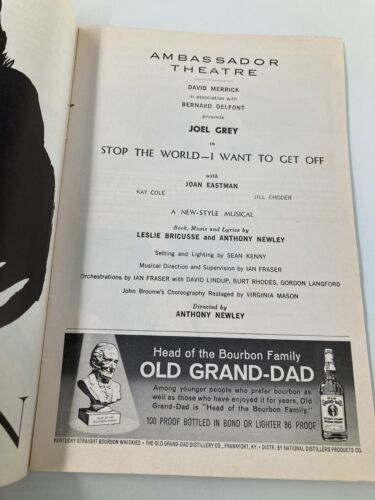 AMBASSADOR
THEATRE
DAVID MERRICK
in association with
BERNARD DELFONT
presents
JOEL GREY
in
STOP THE WORLD—I WANT TO GET OFF
with
JOAN EASTMAN
KAY COLE JILL CHODER
A NEW-STYLE MUSICAL
Book, Music and Lyrics by
LESLIE BRICUSSE and ANTHONY NEWLEY
Setting and Lighting by SEAN KENNY
Musical Direction and Supervision by IAN FRASER
Orchestrations by IAN FRASER with DAVID LINDUP, BURT RHODES, GORDON LANGFORD
John Broome's Choreography Restaged by VIRGINIA MASON
Directed by
ANTHONY NEWLEY
Head of the Bourbon Family
OLD GRAND-DAD
Among younger people who prefer bourbon as
well as those who have enjoyed it for years, Old
Grand-Dad is "Head of the Bourbon Family."
100 PROOF BOTTLED IN BOND OR LIGHTER 86 PROOF
KENTUCKY STRAIGHT BOURBON WHISKIES • THE OLD GRAND-DAD DISTILLERY CO., FRANKFORT, KY. • DISTR. BY NATIONAL DISTILLERS PRODUCTS CO.
N